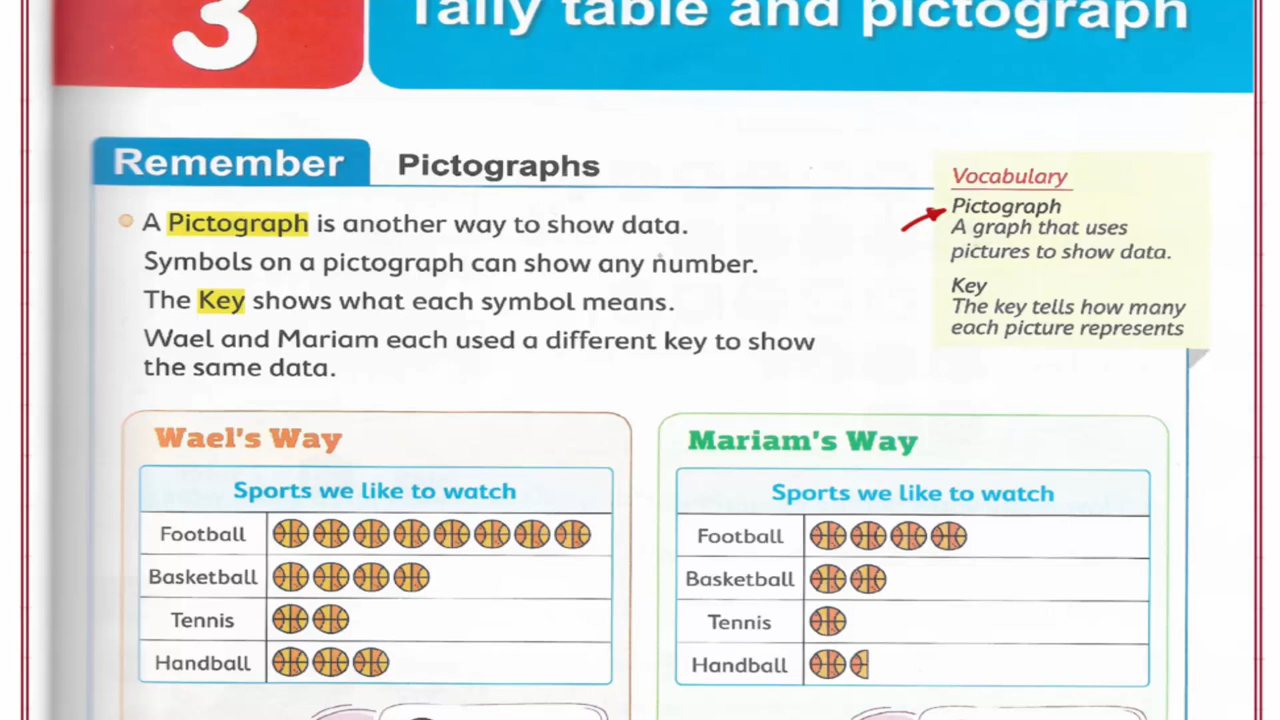 3
Tally table and pictograph
Remember
Pictographs
A Pictograph is another way to show data.
Symbols on a pictograph can show any number.
The Key shows what each symbol means.
Wael and Mariam each used a different key to show
the same data.
Vocabulary
Pictograph
A graph that uses
pictures to show data.
Key
The key tells how many
each picture represents
Wael's Way
Sports we like to watch
Football
Basketball
Tennis
Handball
Mariam's Way
Sports we like to watch
Football
Basketball
Tennis
Handball